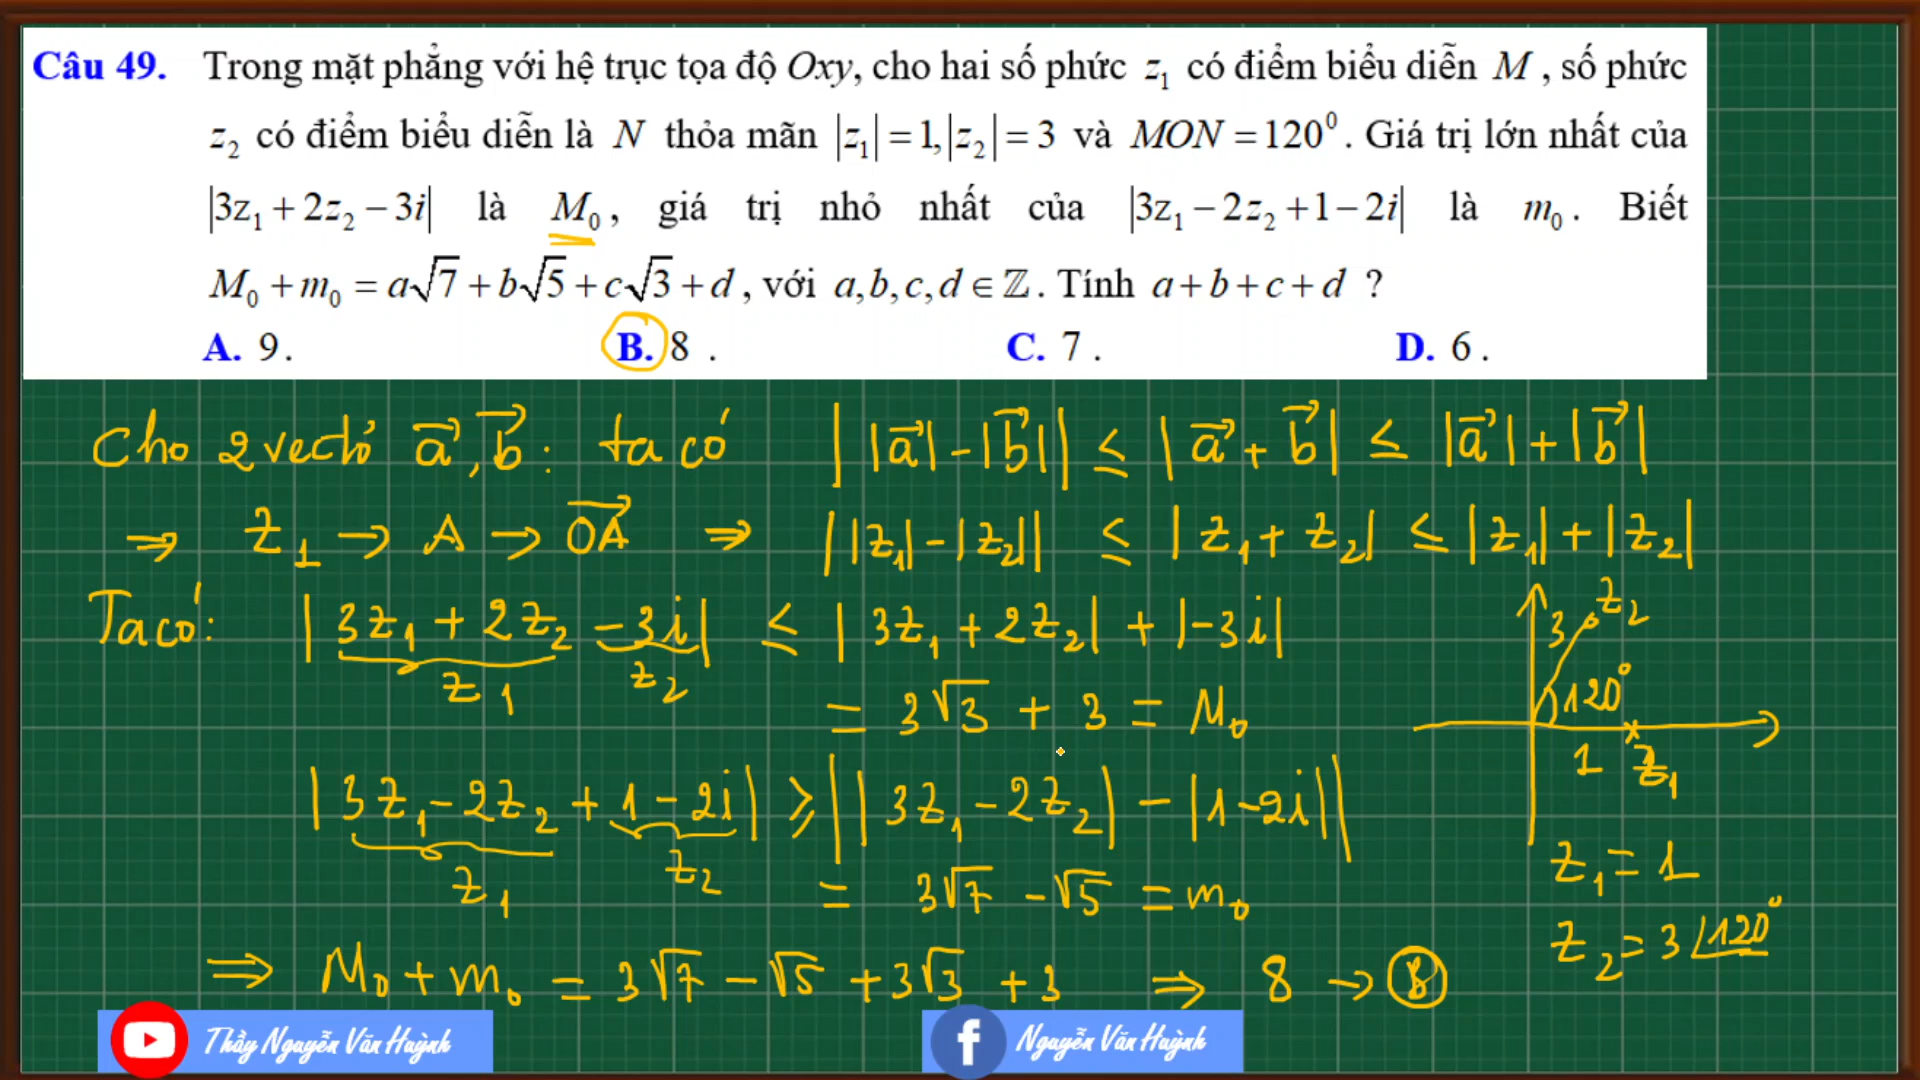 Câu 49. Trong mặt phẳng với hệ trục tọa độ Oxy, cho hai số phức z₁ có điểm biểu diễn M , số phức
z₂ có điểm biểu diễn là N thỏa mãn |z₁| = 1, |z₂| = 3 và MON = 120⁰. Giá trị lớn nhất của
|3z₁ + 2z₂ − 3i| là M₀, giá trị nhỏ nhất của |3z₁ − 2z₂ + 1 − 2i| là m₀. Biết
M₀ + m₀ = a√7 + b√5 + c√3 + d, với a, b, c, d ∈ ℤ. Tính a + b + c + d ?
A. 9. B. 8 . C. 7 . D. 6 .
Cho 2 vectơ a⃗, b⃗ : ta có ||a⃗| − |b⃗|| ≤ |a⃗ + b⃗| ≤ |a⃗| + |b⃗|
⇒ z₁ → A → OA⃗ ⇒ ||z₁| − |z₂|| ≤ |z₁ + z₂| ≤ |z₁| + |z₂|
Ta có: |3z₁ + 2z₂ − 3i| ≤ |3z₁ + 2z₂| + |−3i|
z₁ z₂
= 3√3 + 3 = M₀
|3z₁ − 2z₂ + 1 − 2i| ≥ ||3z₁ − 2z₂| − |1 − 2i||
z₁ z₂
= 3√7 − √5 = m₀
⇒ M₀ + m₀ = 3√7 − √5 + 3√3 + 3 ⇒ 8 → B
3 z₂
120°
1 z₁
z₁ = 1
z₂ = 3∠120°
Thầy Nguyễn Văn Huỳnh
f Nguyễn Văn Huỳnh